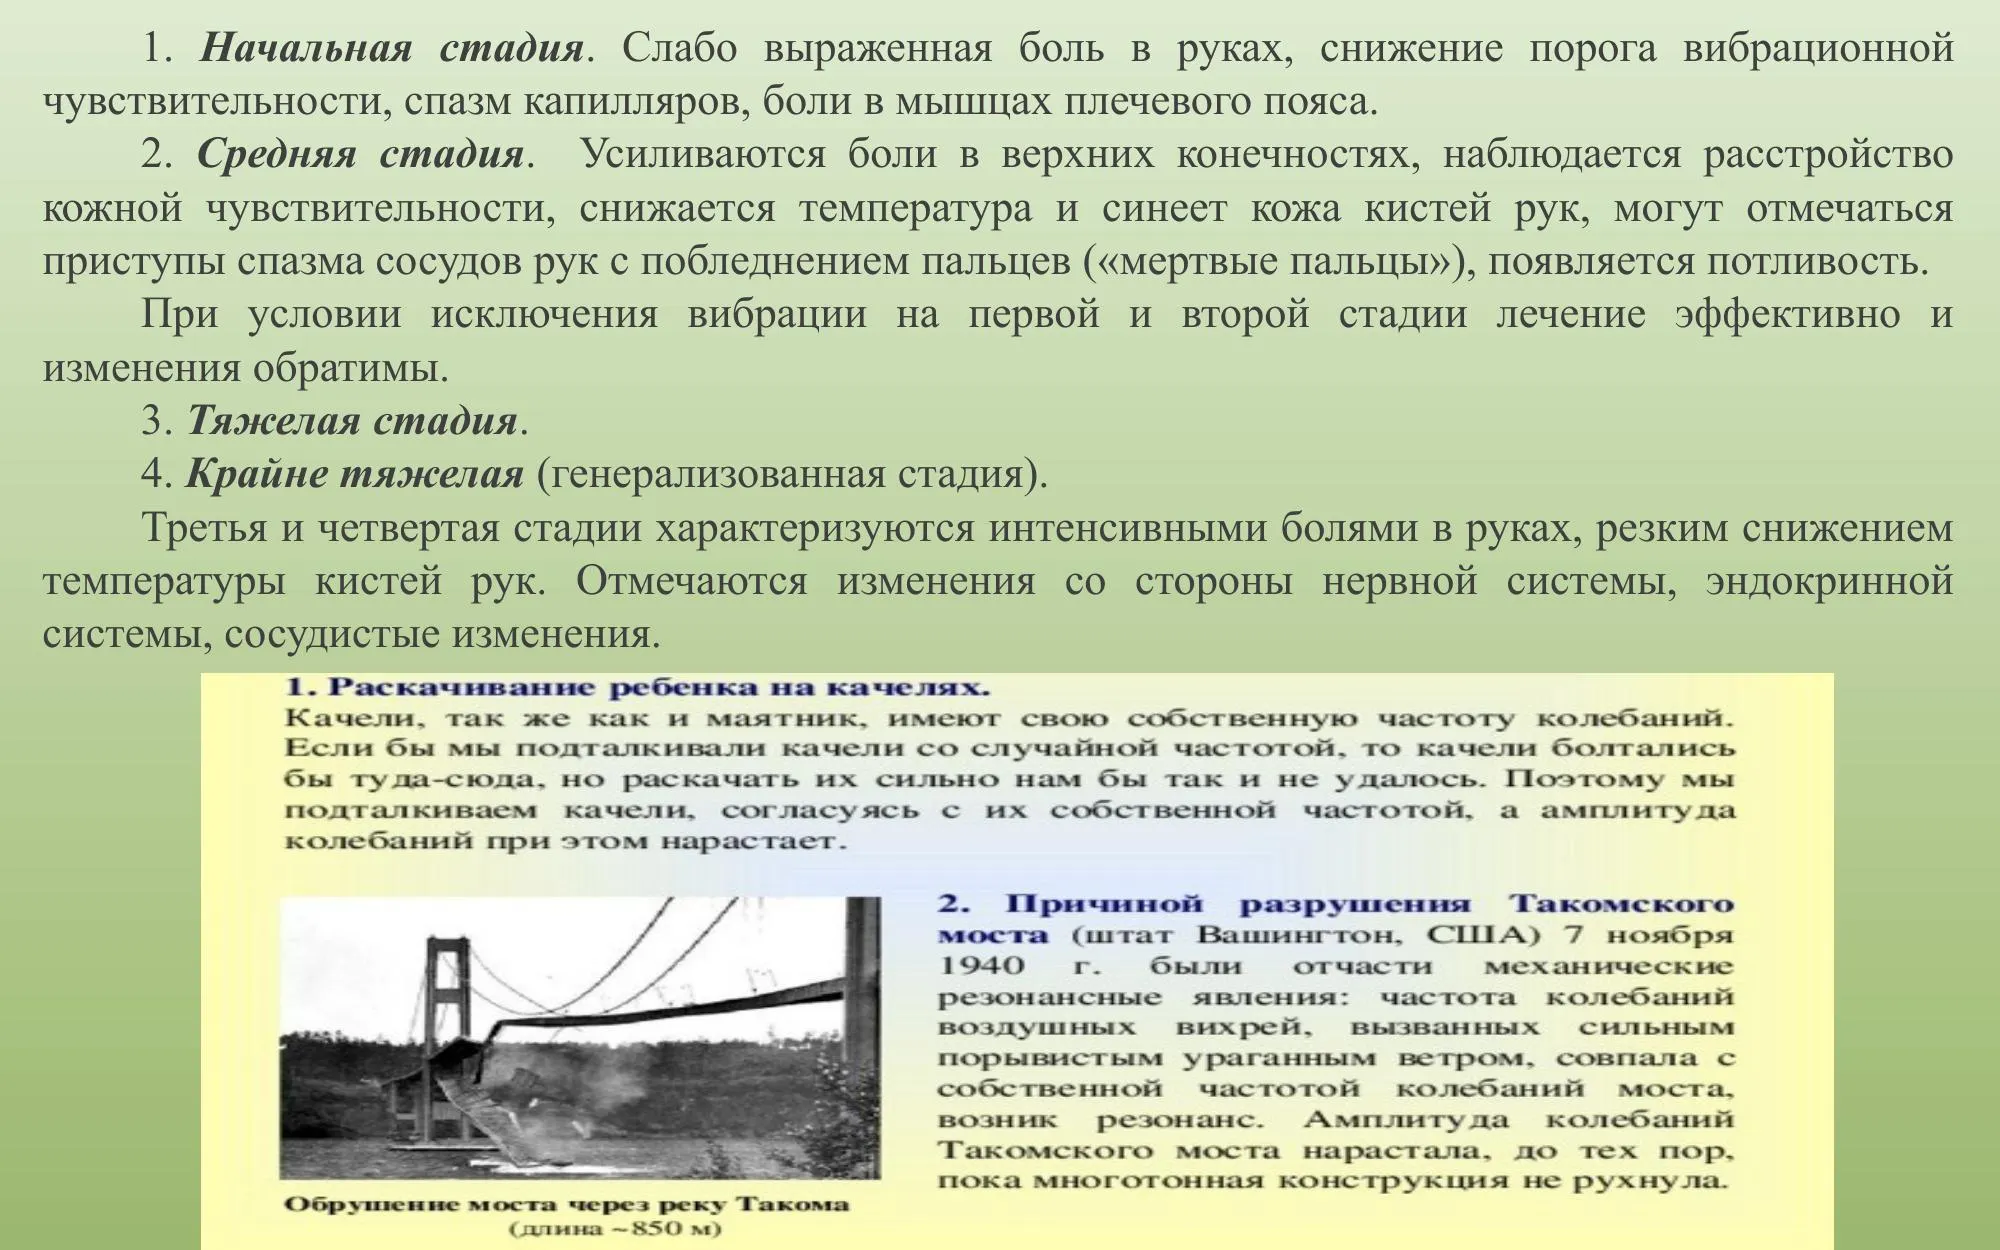 1. Начальная стадия. Слабо выраженная боль в руках, снижение порога вибрационной
чувствительности, спазм капилляров, боли в мышцах плечевого пояса.
2. Средняя стадия. Усиливаются боли в верхних конечностях, наблюдается расстройство
кожной чувствительности, снижается температура и синеет кожа кистей рук, могут отмечаться
приступы спазма сосудов рук с побледнением пальцев («мертвые пальцы»), появляется потливость.
При условии исключения вибрации на первой и второй стадии лечение эффективно и
изменения обратимы.
3. Тяжелая стадия.
4. Крайне тяжелая (генерализованная стадия).
Третья и четвертая стадии характеризуются интенсивными болями в руках, резким снижением
температуры кистей рук. Отмечаются изменения со стороны нервной системы, эндокринной
системы, сосудистые изменения.
1. Раскачивание ребенка на качелях.
Качели, так же как и маятник, имеют свою собственную частоту колебаний.
Если бы мы подталкивали качели со случайной частотой, то качели болтались
бы туда-сюда, но раскачать их сильно нам бы так и не удалось. Поэтому мы
подталкиваем качели, согласуясь с их собственной частотой, а амплитуда
колебаний при этом нарастает.
2. Причиной разрушения Такомского
моста (штат Вашингтон, США) 7 ноября
1940 г. были отчасти механические
резонансные явления: частота колебаний
воздушных вихрей, вызванных сильным
порывистым ураганным ветром, совпала с
собственной частотой колебаний моста,
возник резонанс. Амплитуда колебаний
Такомского моста нарастала, до тех пор,
пока многотонная конструкция не рухнула.
Обрушение моста через реку Такома
(длина ~850 м)